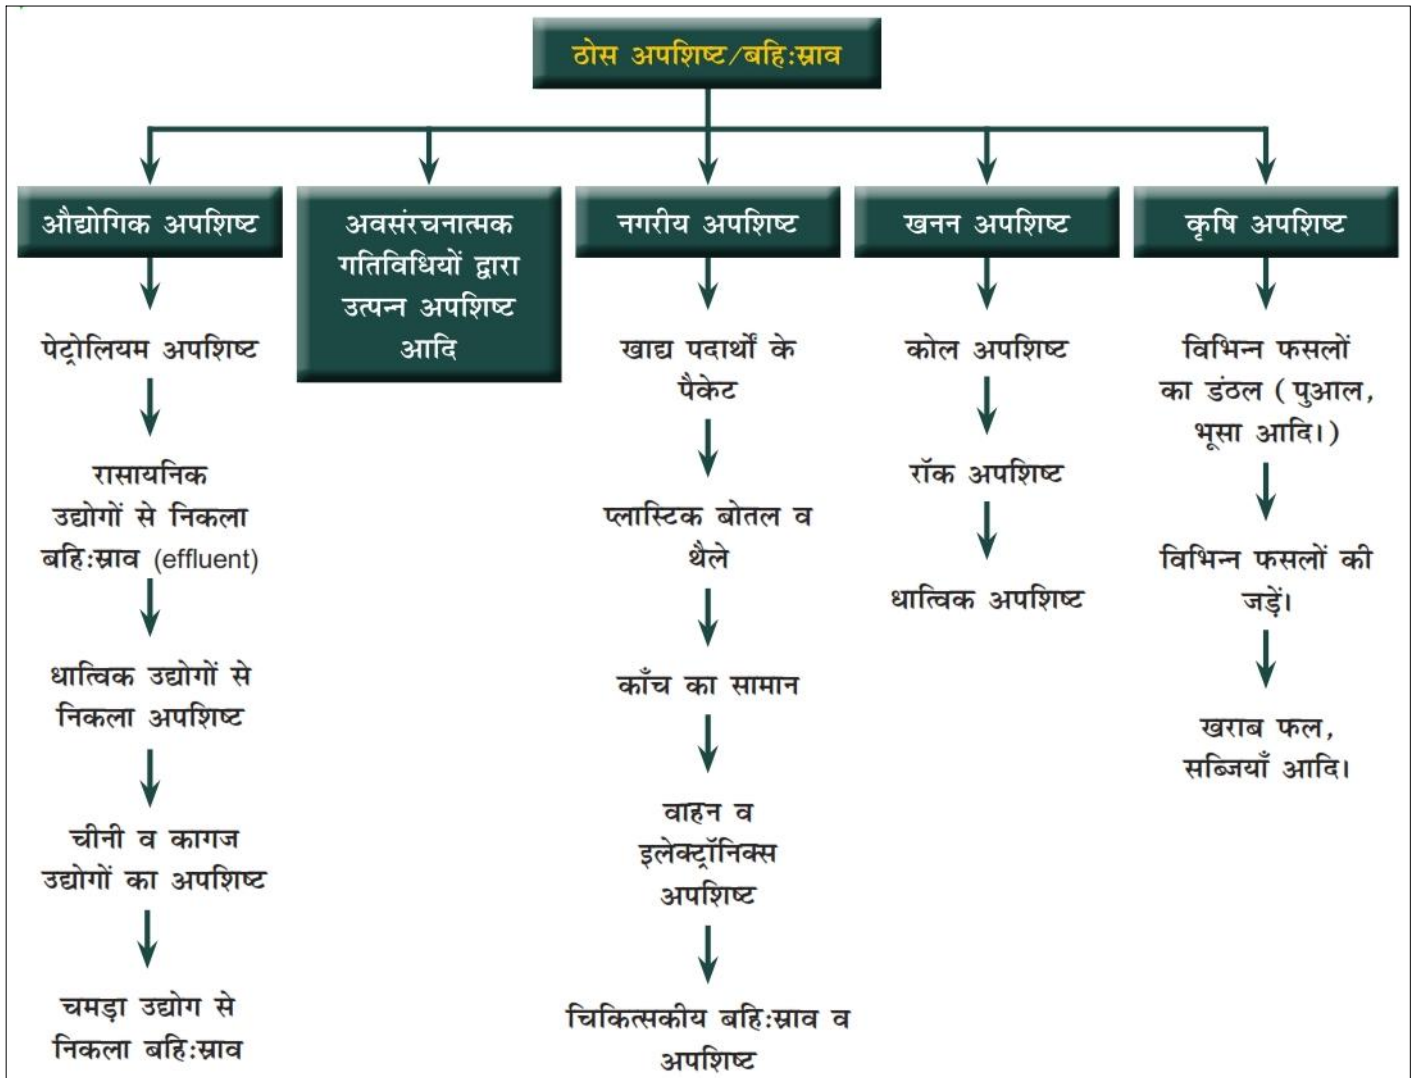 ठोस अपशिष्ट/बहिःस्राव
औद्योगिक अपशिष्ट
पेट्रोलियम अपशिष्ट
रासायनिक
उद्योगों से निकला
बहिःस्राव (effluent)
धात्विक उद्योगों से
निकला अपशिष्ट
चीनी व कागज
उद्योगों का अपशिष्ट
चमड़ा उद्योग से
निकला बहिःस्राव
अवसंरचनात्मक
गतिविधियों द्वारा
उत्पन्न अपशिष्ट
आदि
नगरीय अपशिष्ट
खाद्य पदार्थों के
पैकेट
प्लास्टिक बोतल व
थैले
काँच का सामान
वाहन व
इलेक्ट्रॉनिक्स
अपशिष्ट
चिकित्सकीय बहिःस्राव व
अपशिष्ट
खनन अपशिष्ट
कोल अपशिष्ट
रॉक अपशिष्ट
धात्विक अपशिष्ट
कृषि अपशिष्ट
विभिन्न फसलों
का डंठल ( पुआल,
भूसा आदि।)
विभिन्न फसलों की
जड़ें।
खराब फल,
सब्जियाँ आदि।